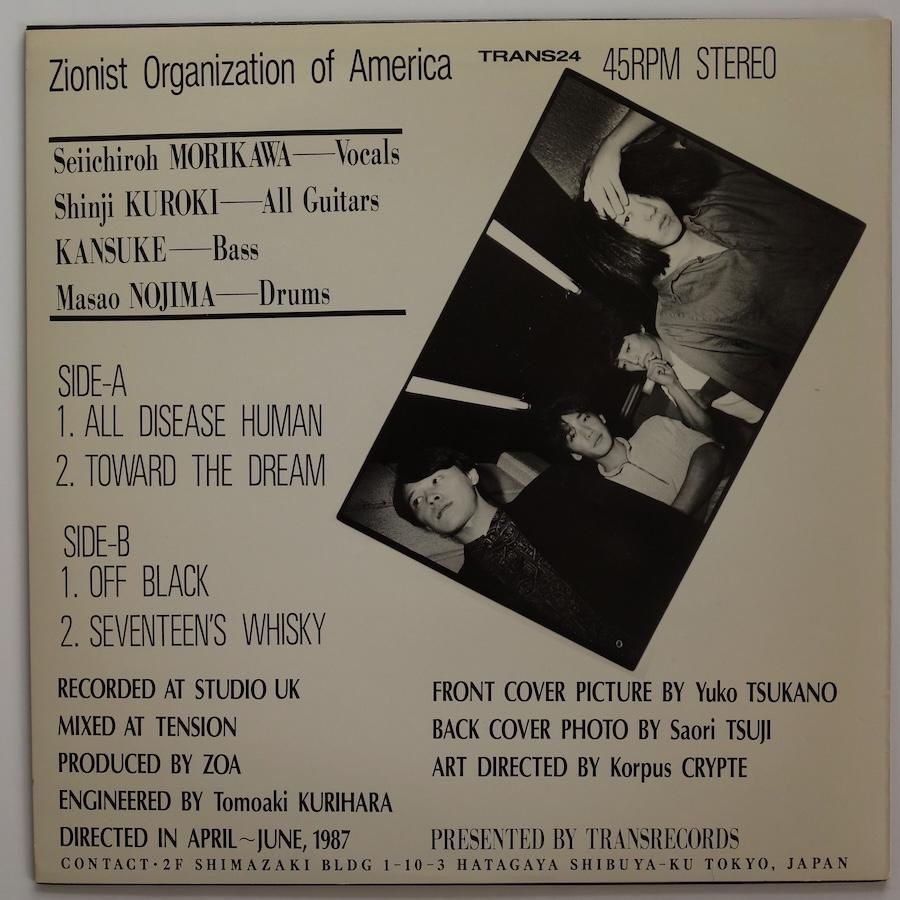 Zionist Organization of America TRANS24 45RPM STEREO
Seiichiroh MORIKAWA—Vocals
Shinji KUROKI—All Guitars
KANSUKE—Bass
Masao NOJIMA—Drums
SIDE-A
1. ALL DISEASE HUMAN
2. TOWARD THE DREAM
SIDE-B
1. OFF BLACK
2. SEVENTEEN'S WHISKY
RECORDED AT STUDIO UK
MIXED AT TENSION
PRODUCED BY ZOA
ENGINEERED BY Tomoaki KURIHARA
DIRECTED IN APRIL~JUNE, 1987
FRONT COVER PICTURE BY Yuko TSUKANO
BACK COVER PHOTO BY Saori TSUJI
ART DIRECTED BY Korpus CRYPTE
PRESENTED BY TRANSRECORDS
CONTACT・2F SHIMAZAKI BLDG 1-10-3 HATAGAYA SHIBUYA-KU TOKYO, JAPAN